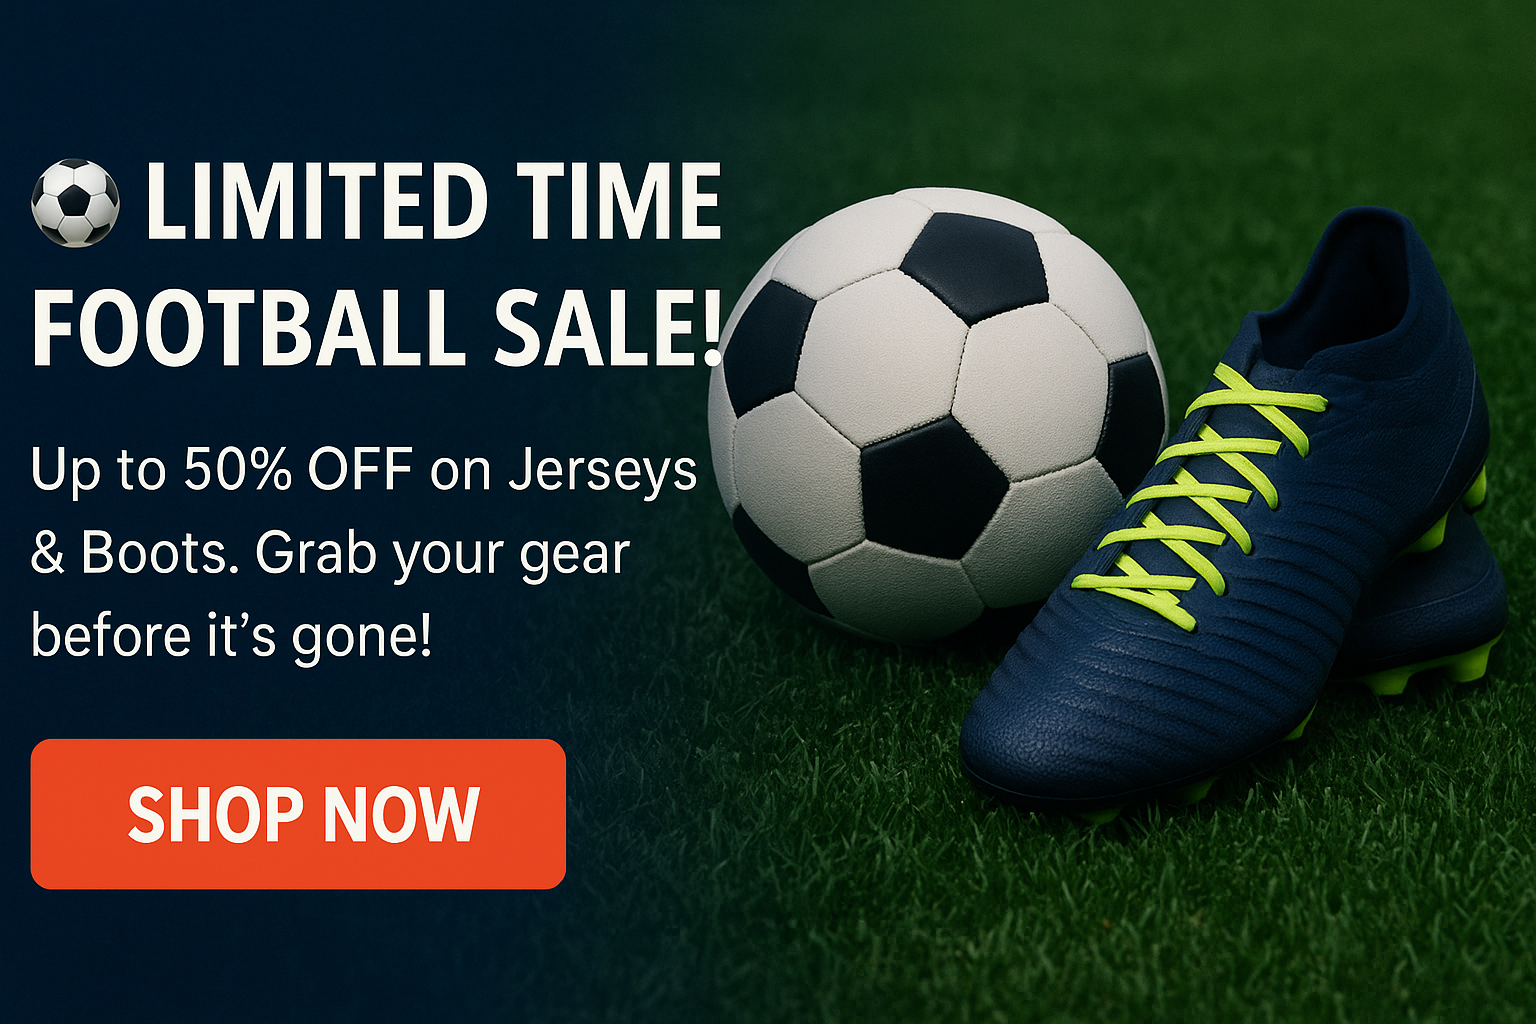 LIMITED TIME
FOOTBALL SALE!
Up to 50% OFF on Jerseys
& Boots. Grab your gear
before it’s gone!
SHOP NOW